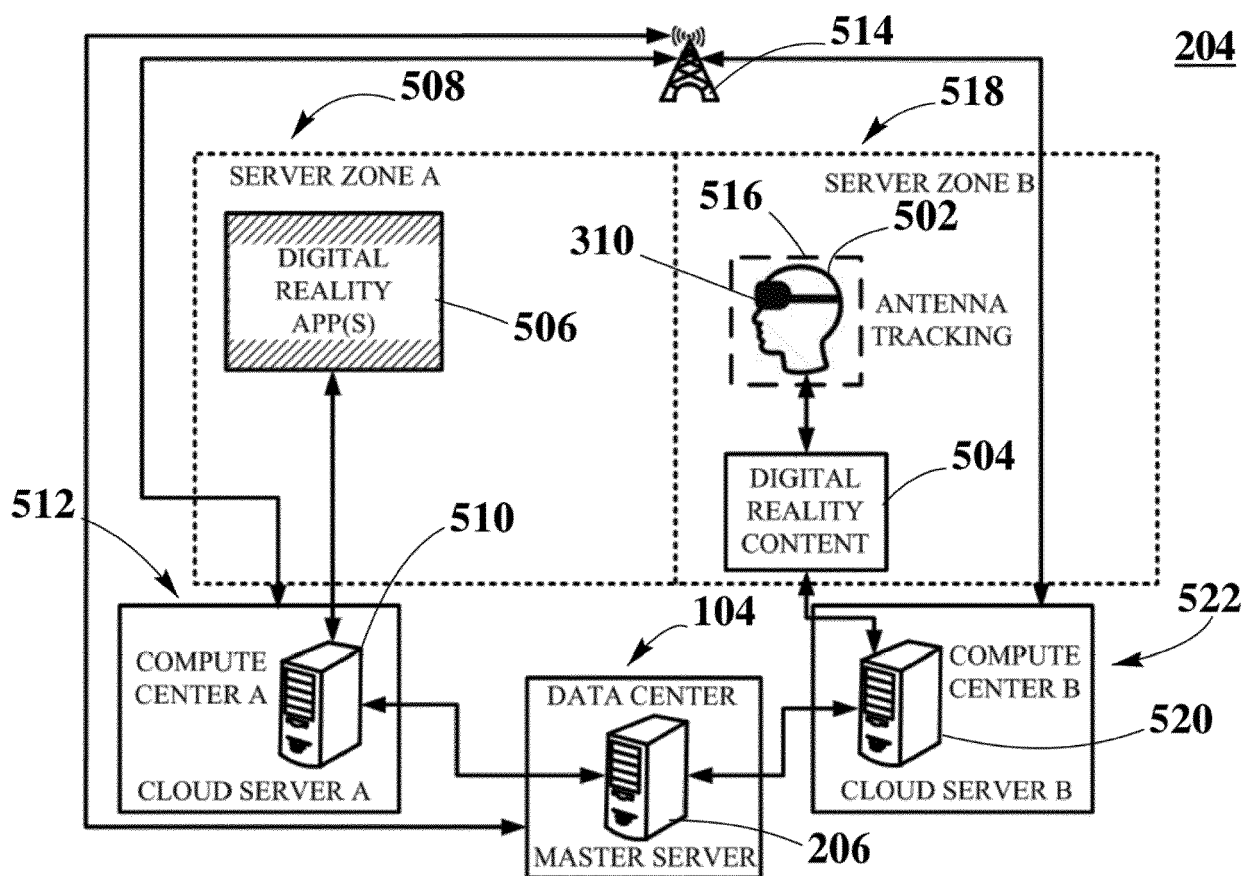 204
514
508
518
SERVER ZONE A
SERVER ZONE B
516
502
310
DIGITAL
REALITY
APP(S)
506
ANTENNA
TRACKING
504
DIGITAL
REALITY
CONTENT
512
510
104
522
COMPUTE
CENTER A
DATA CENTER
COMPUTE
CENTER B
520
CLOUD SERVER A
CLOUD SERVER B
MASTER SERVER
206